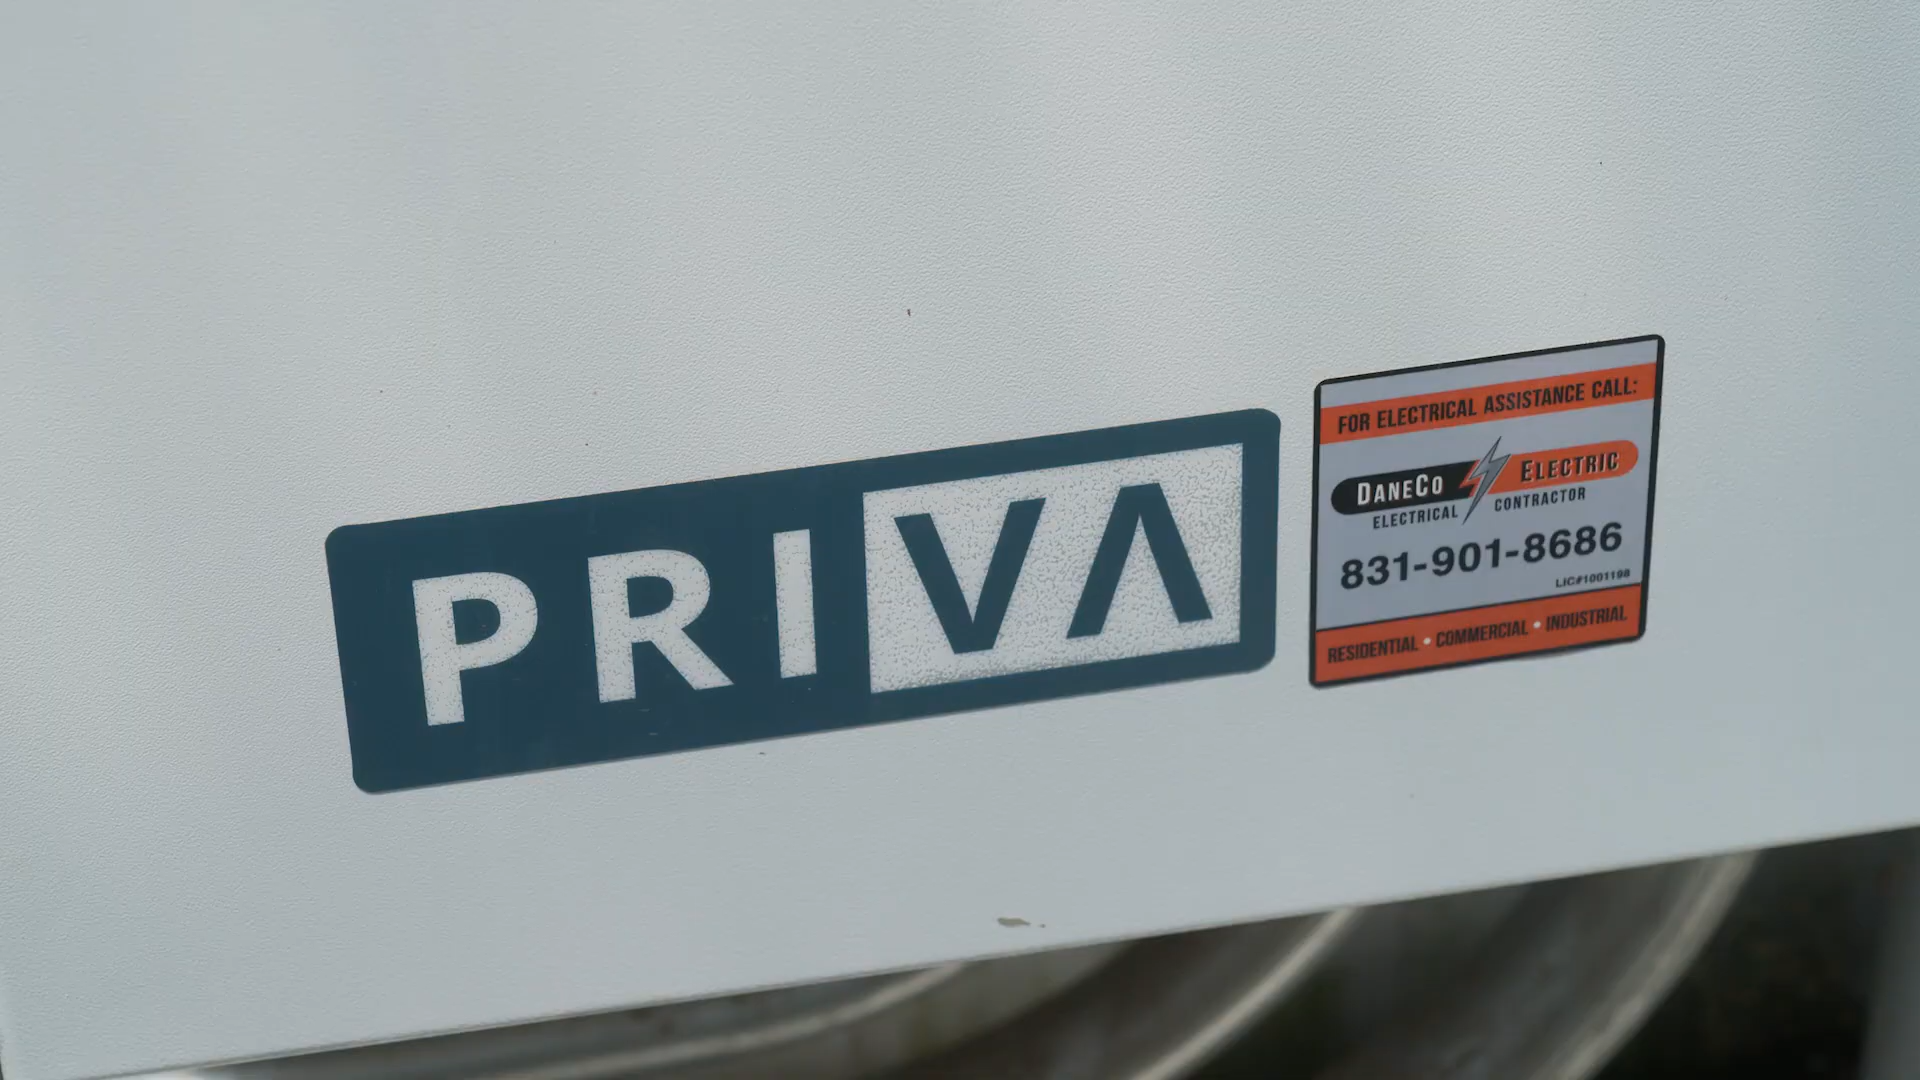 PRIVA
FOR ELECTRICAL ASSISTANCE CALL:
DANECO ELECTRIC
ELECTRICAL CONTRACTOR
831-901-8686
LIC#1001198
RESIDENTIAL • COMMERCIAL • INDUSTRIAL